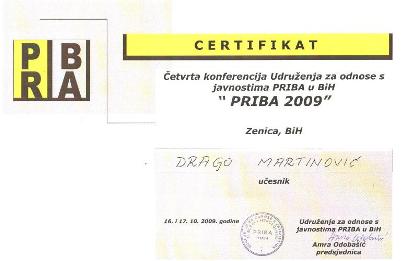 P B
R A
CERTIFIKAT
Četvrta konferencija Udruženja za odnose s
javnostima PRIBA u BiH
“ PRIBA 2009”
Zenica, BiH
DRAGO MARTINOVIĆ
učesnik
16. i 17. 10. 2009. godine
PRIBA
Udruženje za odnose s
javnostima PRIBA u BiH
Amra Odobašić
predsjednica